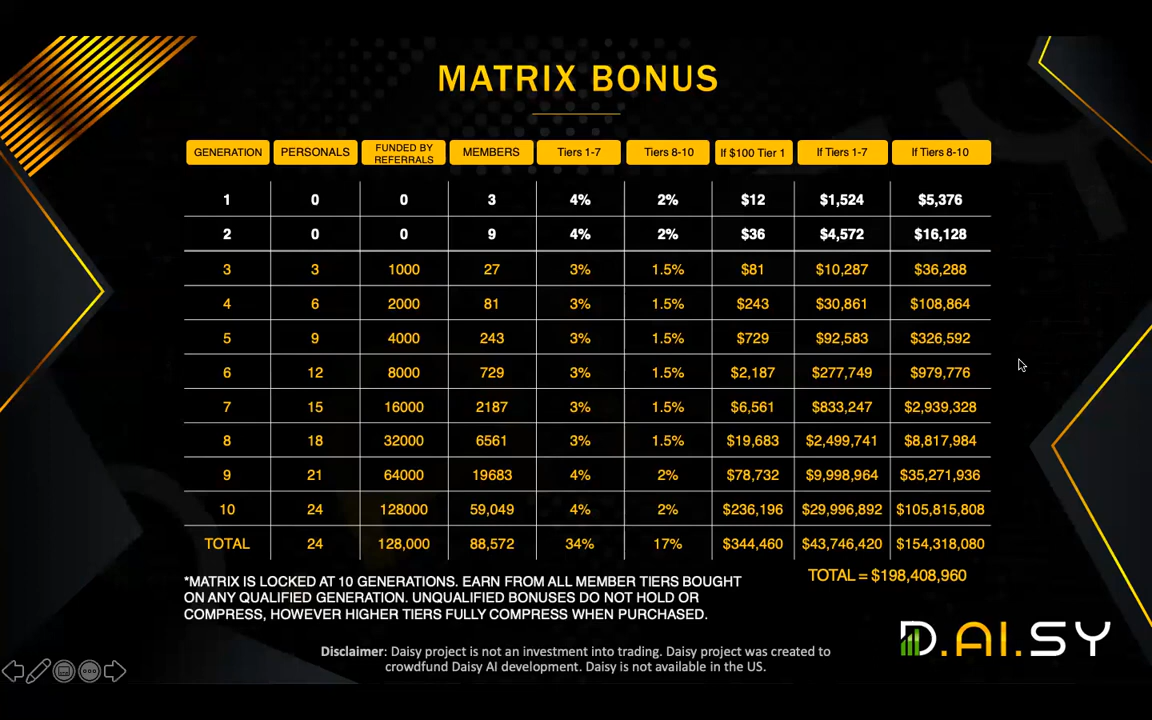 MATRIX BONUS
GENERATION PERSONALS FUNDED BY REFERRALS MEMBERS Tiers 1-7 Tiers 8-10 If $100 Tier 1 If Tiers 1-7 If Tiers 8-10
1 0 0 3 4% 2% $12 $1,524 $5,376
2 0 0 9 4% 2% $36 $4,572 $16,128
3 3 1000 27 3% 1.5% $81 $10,287 $36,288
4 6 2000 81 3% 1.5% $243 $30,861 $108,864
5 9 4000 243 3% 1.5% $729 $92,583 $326,592
6 12 8000 729 3% 1.5% $2,187 $277,749 $979,776
7 15 16000 2187 3% 1.5% $6,561 $833,247 $2,939,328
8 18 32000 6561 3% 1.5% $19,683 $2,499,741 $8,817,984
9 21 64000 19683 4% 2% $78,732 $9,998,964 $35,271,936
10 24 128000 59,049 4% 2% $236,196 $29,996,892 $105,815,808
TOTAL 24 128,000 88,572 34% 17% $344,460 $43,746,420 $154,318,080
TOTAL = $198,408,960
*MATRIX IS LOCKED AT 10 GENERATIONS. EARN FROM ALL MEMBER TIERS BOUGHT
ON ANY QUALIFIED GENERATION. UNQUALIFIED BONUSES DO NOT HOLD OR
COMPRESS, HOWEVER HIGHER TIERS FULLY COMPRESS WHEN PURCHASED.
D.AI.SY
Disclaimer: Daisy project is not an investment into trading. Daisy project was created to
crowdfund Daisy AI development. Daisy is not available in the US.